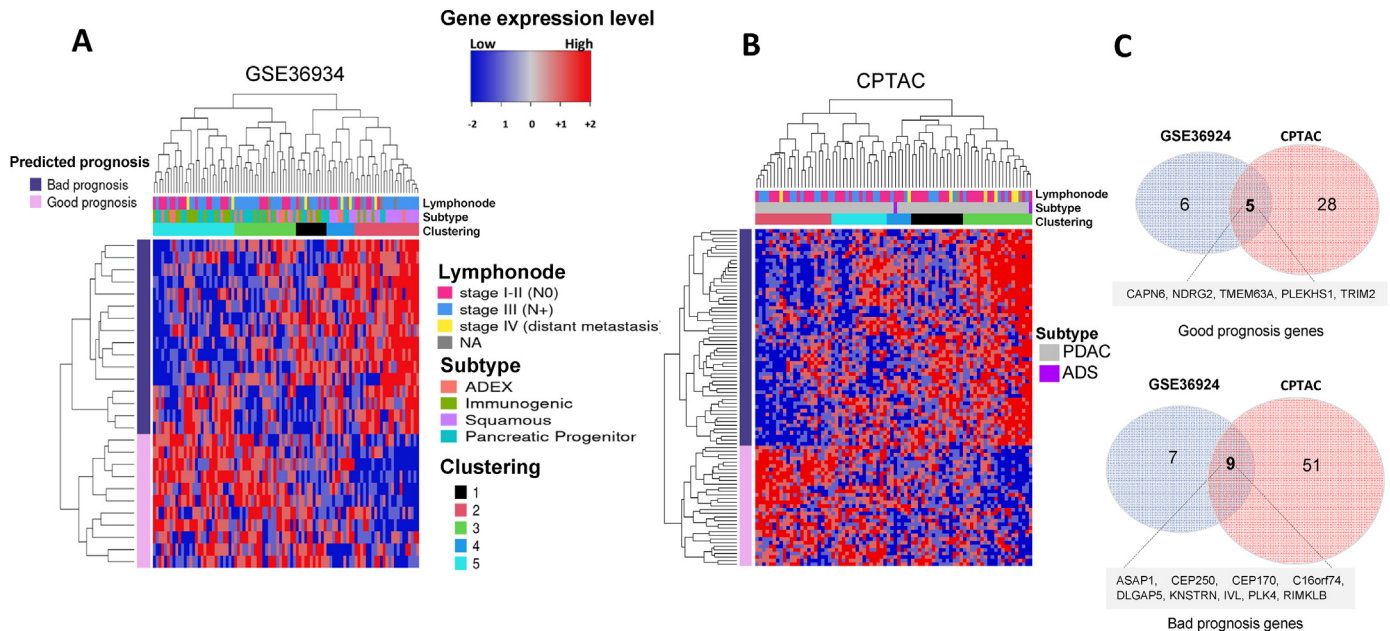 A
Gene expression level
Low High
-2 1 0 +1 +2
GSE36934
Predicted prognosis
Bad prognosis
Good prognosis
Lymphonode
Subtype
Clustering
Lymphonode
stage I-II (N0)
stage III (N+)
stage IV (distant metastasis)
NA
Subtype
ADEX
Immunogenic
Squamous
Pancreatic Progenitor
Clustering
1
2
3
4
5
B
CPTAC
Lymphonode
Subtype
Clustering
Subtype
PDAC
ADS
C
GSE36924 CPTAC
6 5 28
CAPN6, NDRG2, TMEM63A, PLEKHS1, TRIM2
Good prognosis genes
GSE36924 CPTAC
7 9 51
ASAP1, CEP250, CEP170, C16orf74,
DLGAP5, KNSTRN, IVL, PLK4, RIMKLB
Bad prognosis genes